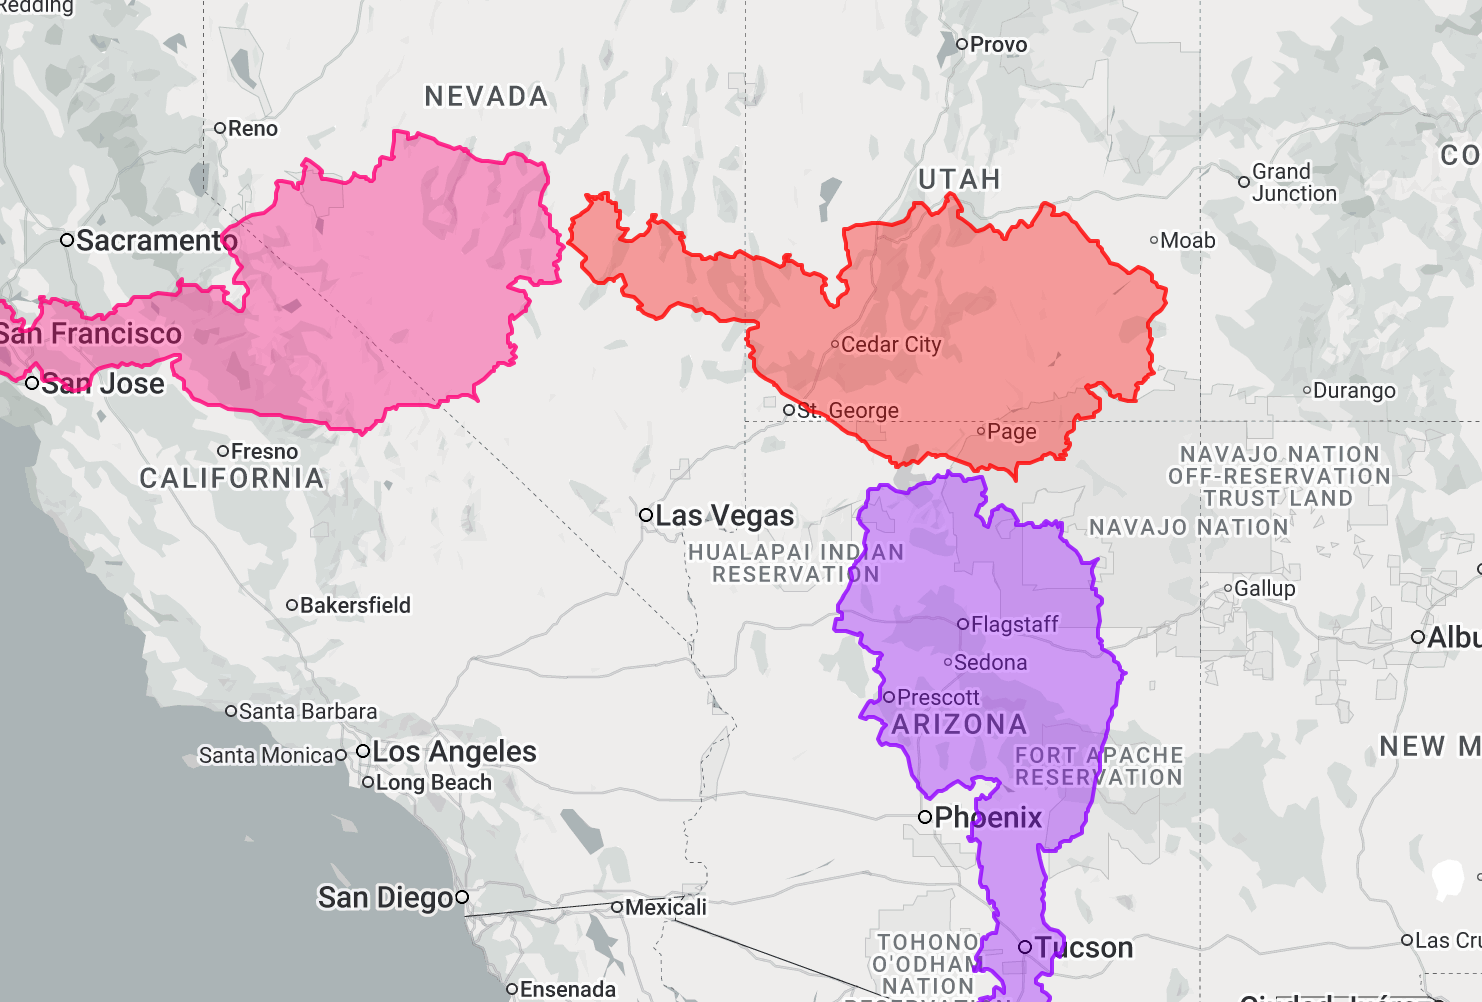 Redding
Provo
NEVADA
Reno
CO
Grand
Junction
UTAH
Sacramento
Moab
San Francisco
Cedar City
San Jose
Durango
St. George
Page
Fresno
CALIFORNIA
NAVAJO NATION
OFF-RESERVATION
TRUST LAND
Las Vegas
NAVAJO NATION
HUALAPAI INDIAN
RESERVATION
Gallup
Bakersfield
Flagstaff
Albu
Sedona
Prescott
Santa Barbara
ARIZONA
Santa Monica
Los Angeles
FORT APACHE
RESERVATION
NEW M
Long Beach
Phoenix
San Diego
Mexicali
TOHONO
O'ODHAM
NATION
RESERVATION
Tucson
Las Cru
Ensenada
Ciudad Juárez